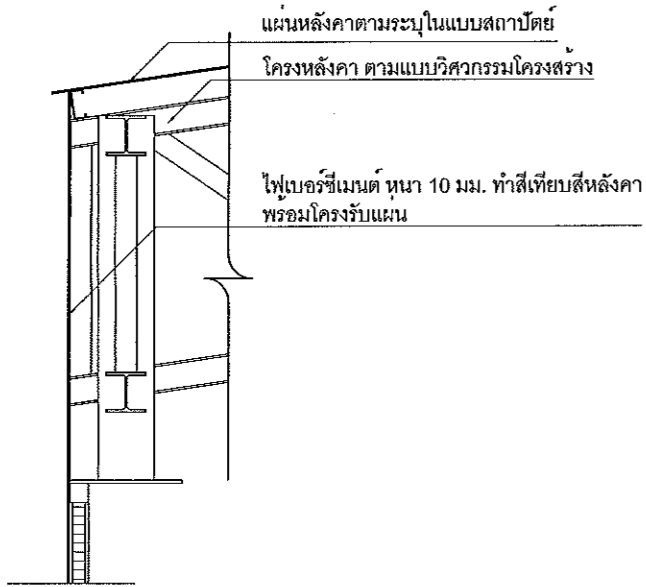 แผ่นหลังคาตามระบุในแบบสถาปัตย์
โครงหลังคา ตามแบบวิศวกรรมโครงสร้าง
ไฟเบอร์ซีเมนต์ หนา 10 มม. ทำสีเทียบสีหลังคา
พร้อมโครงรับแผ่น